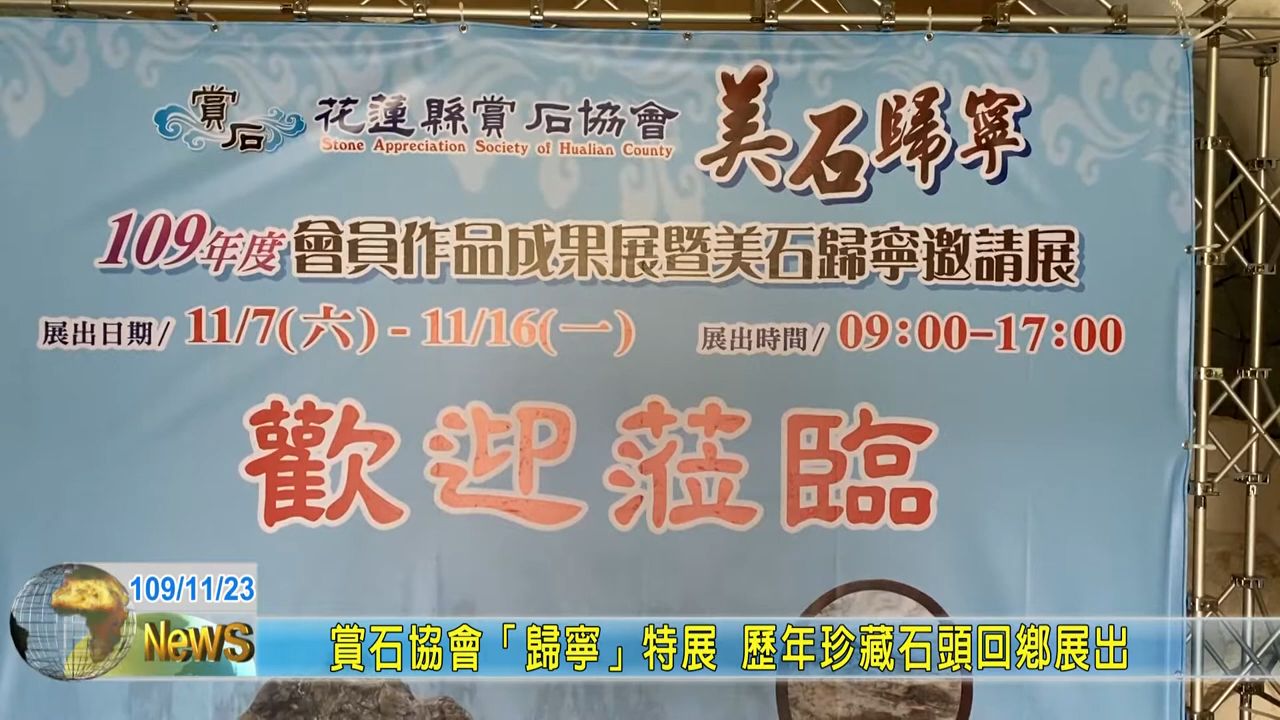 賞石 花蓮縣賞石協會 美石歸寧
Stone Appreciation Society of Hualian County
109年度 會員作品成果展暨美石歸寧邀請展
展出日期/ 11/7(六) - 11/16(一) 展出時間/ 09:00-17:00
歡迎蒞臨
109/11/23
NewS
賞石協會「歸寧」特展 歷年珍藏石頭回鄉展出